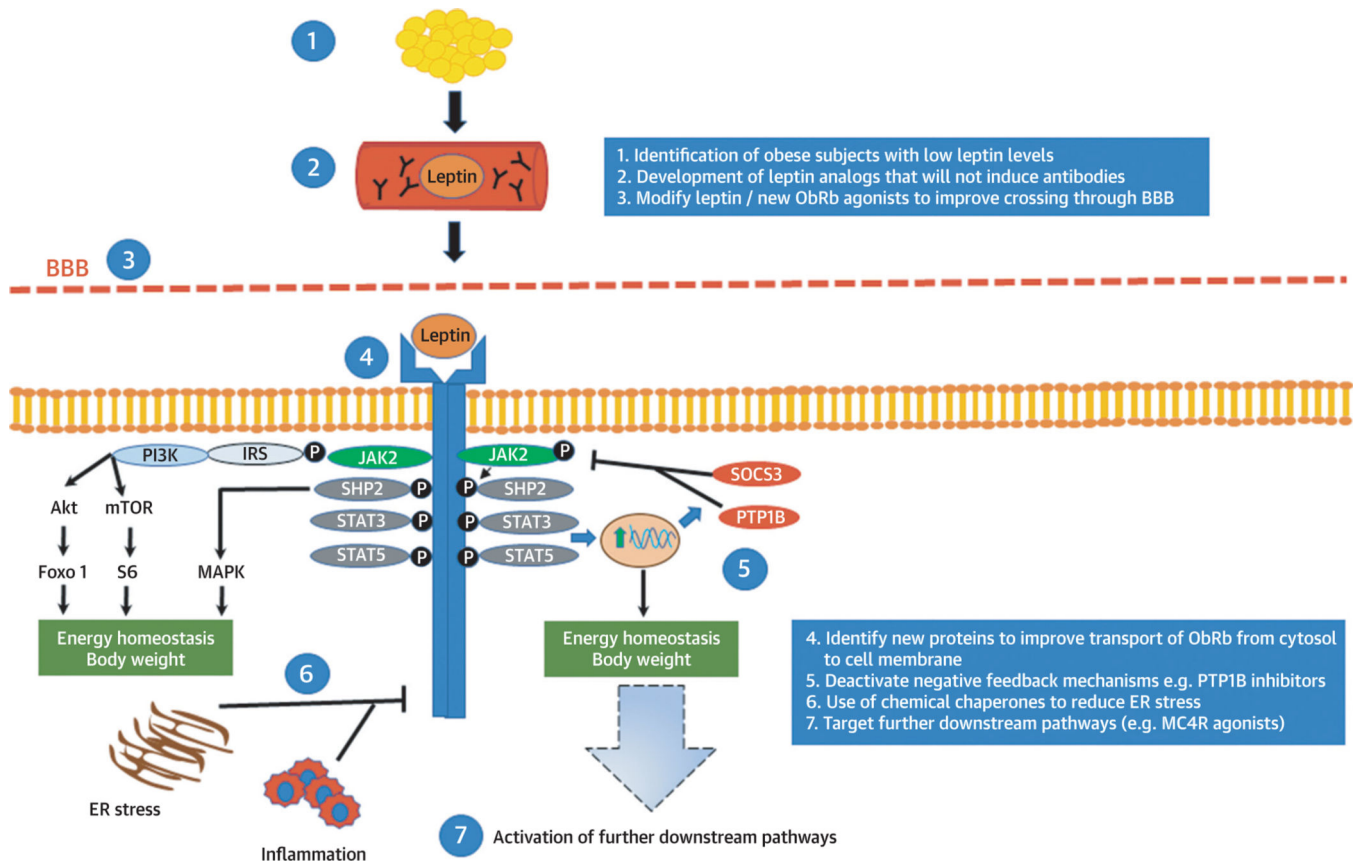 1
2
Leptin
1. Identification of obese subjects with low leptin levels
2. Development of leptin analogs that will not induce antibodies
3. Modify leptin / new ObRb agonists to improve crossing through BBB
BBB
3
Leptin
4
PI3K
IRS
P
JAK2
JAK2
P
SOCS3
Akt
mTOR
SHP2
P
P
SHP2
PTP1B
STAT3
P
P
STAT3
STAT5
P
P
STAT5
5
Foxo 1
S6
MAPK
Energy homeostasis
Body weight
Energy homeostasis
Body weight
4. Identify new proteins to improve transport of ObRb from cytosol
to cell membrane
5. Deactivate negative feedback mechanisms e.g. PTP1B inhibitors
6. Use of chemical chaperones to reduce ER stress
7. Target further downstream pathways (e.g. MC4R agonists)
6
ER stress
Inflammation
7
Activation of further downstream pathways